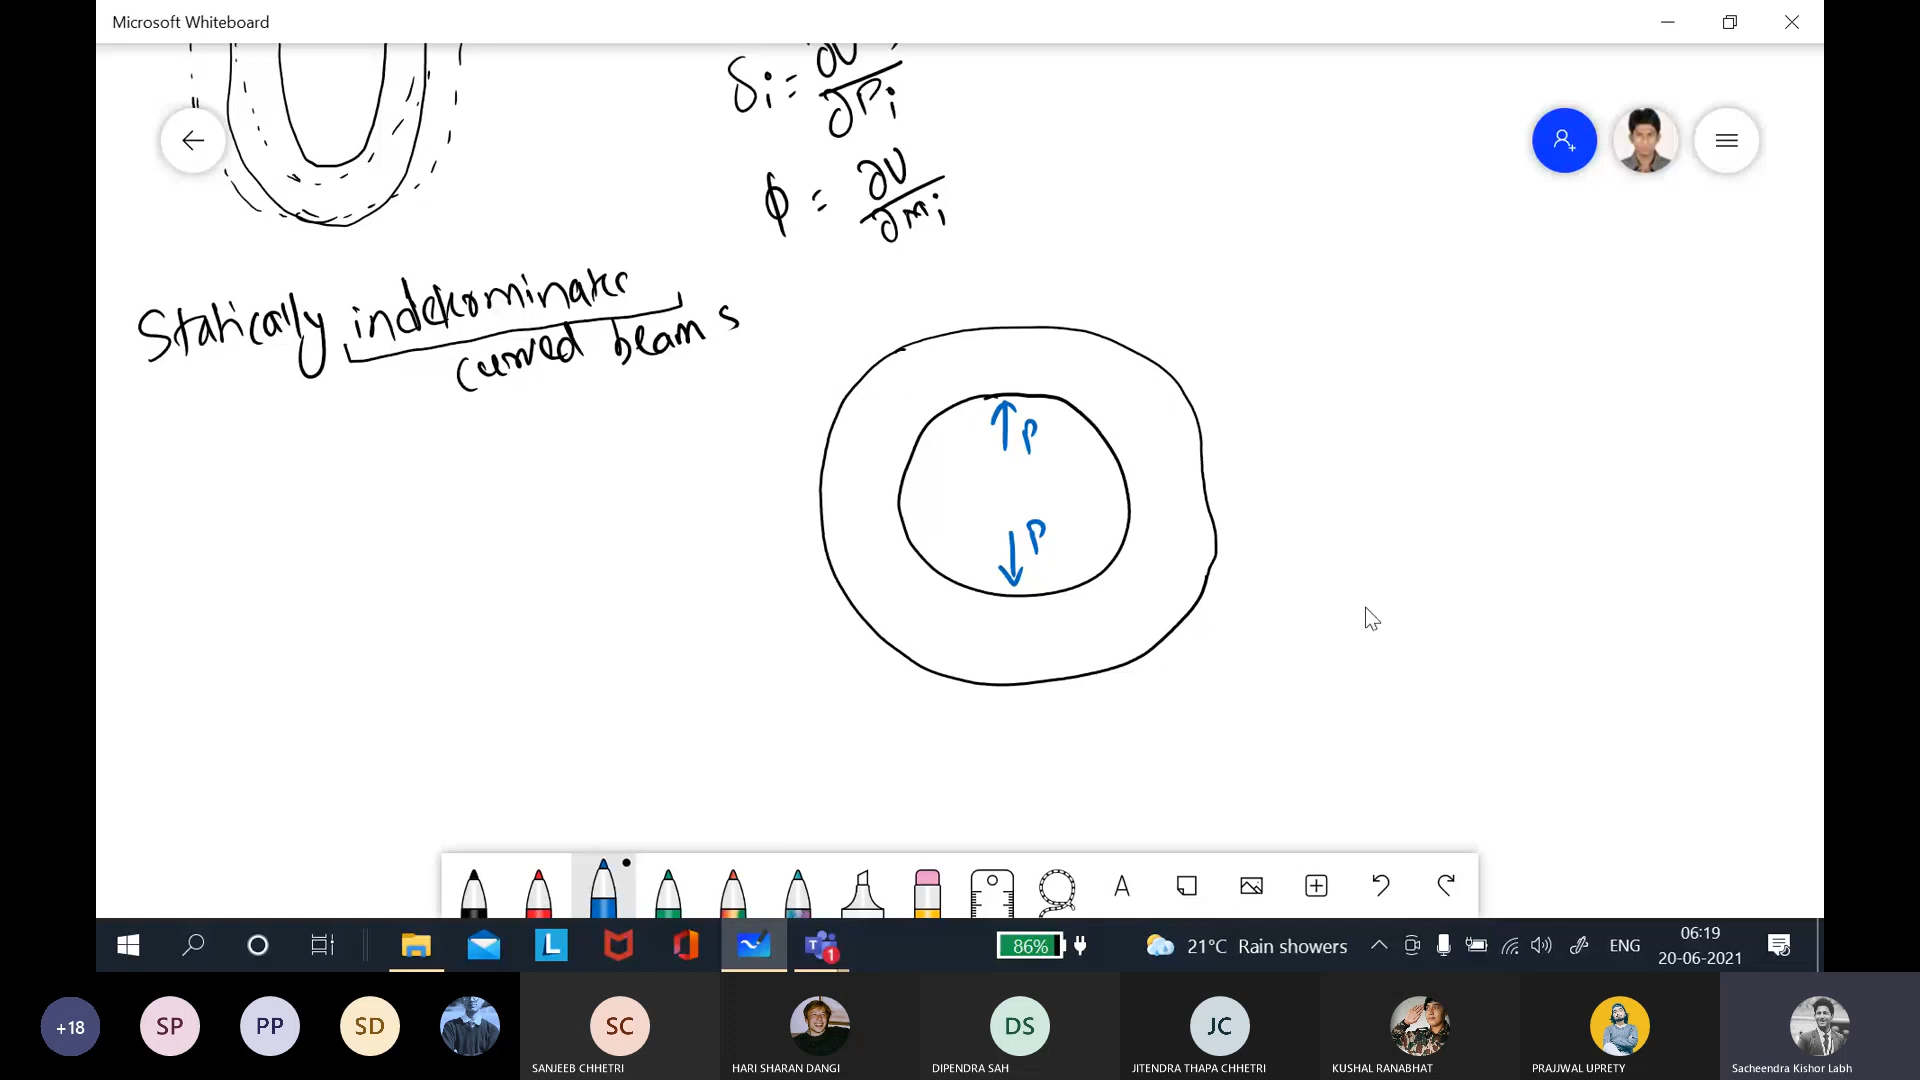 Microsoft Whiteboard
δi = ∂U
∂Pi
ϕ = ∂U
∂Mi
Statically indeterminate
curved beams
P
P
A
L
1
86%
21°C Rain showers
ENG
06:19
20-06-2021
+18
SP
PP
SD
SC
DS
JC
SANJEEB CHHETRI
HARI SHARAN DANGI
DIPENDRA SAH
JITENDRA THAPA CHHETRI
KUSHAL RANABHAT
PRAJJWAL UPRETY
Sacheendra Kishor Labh